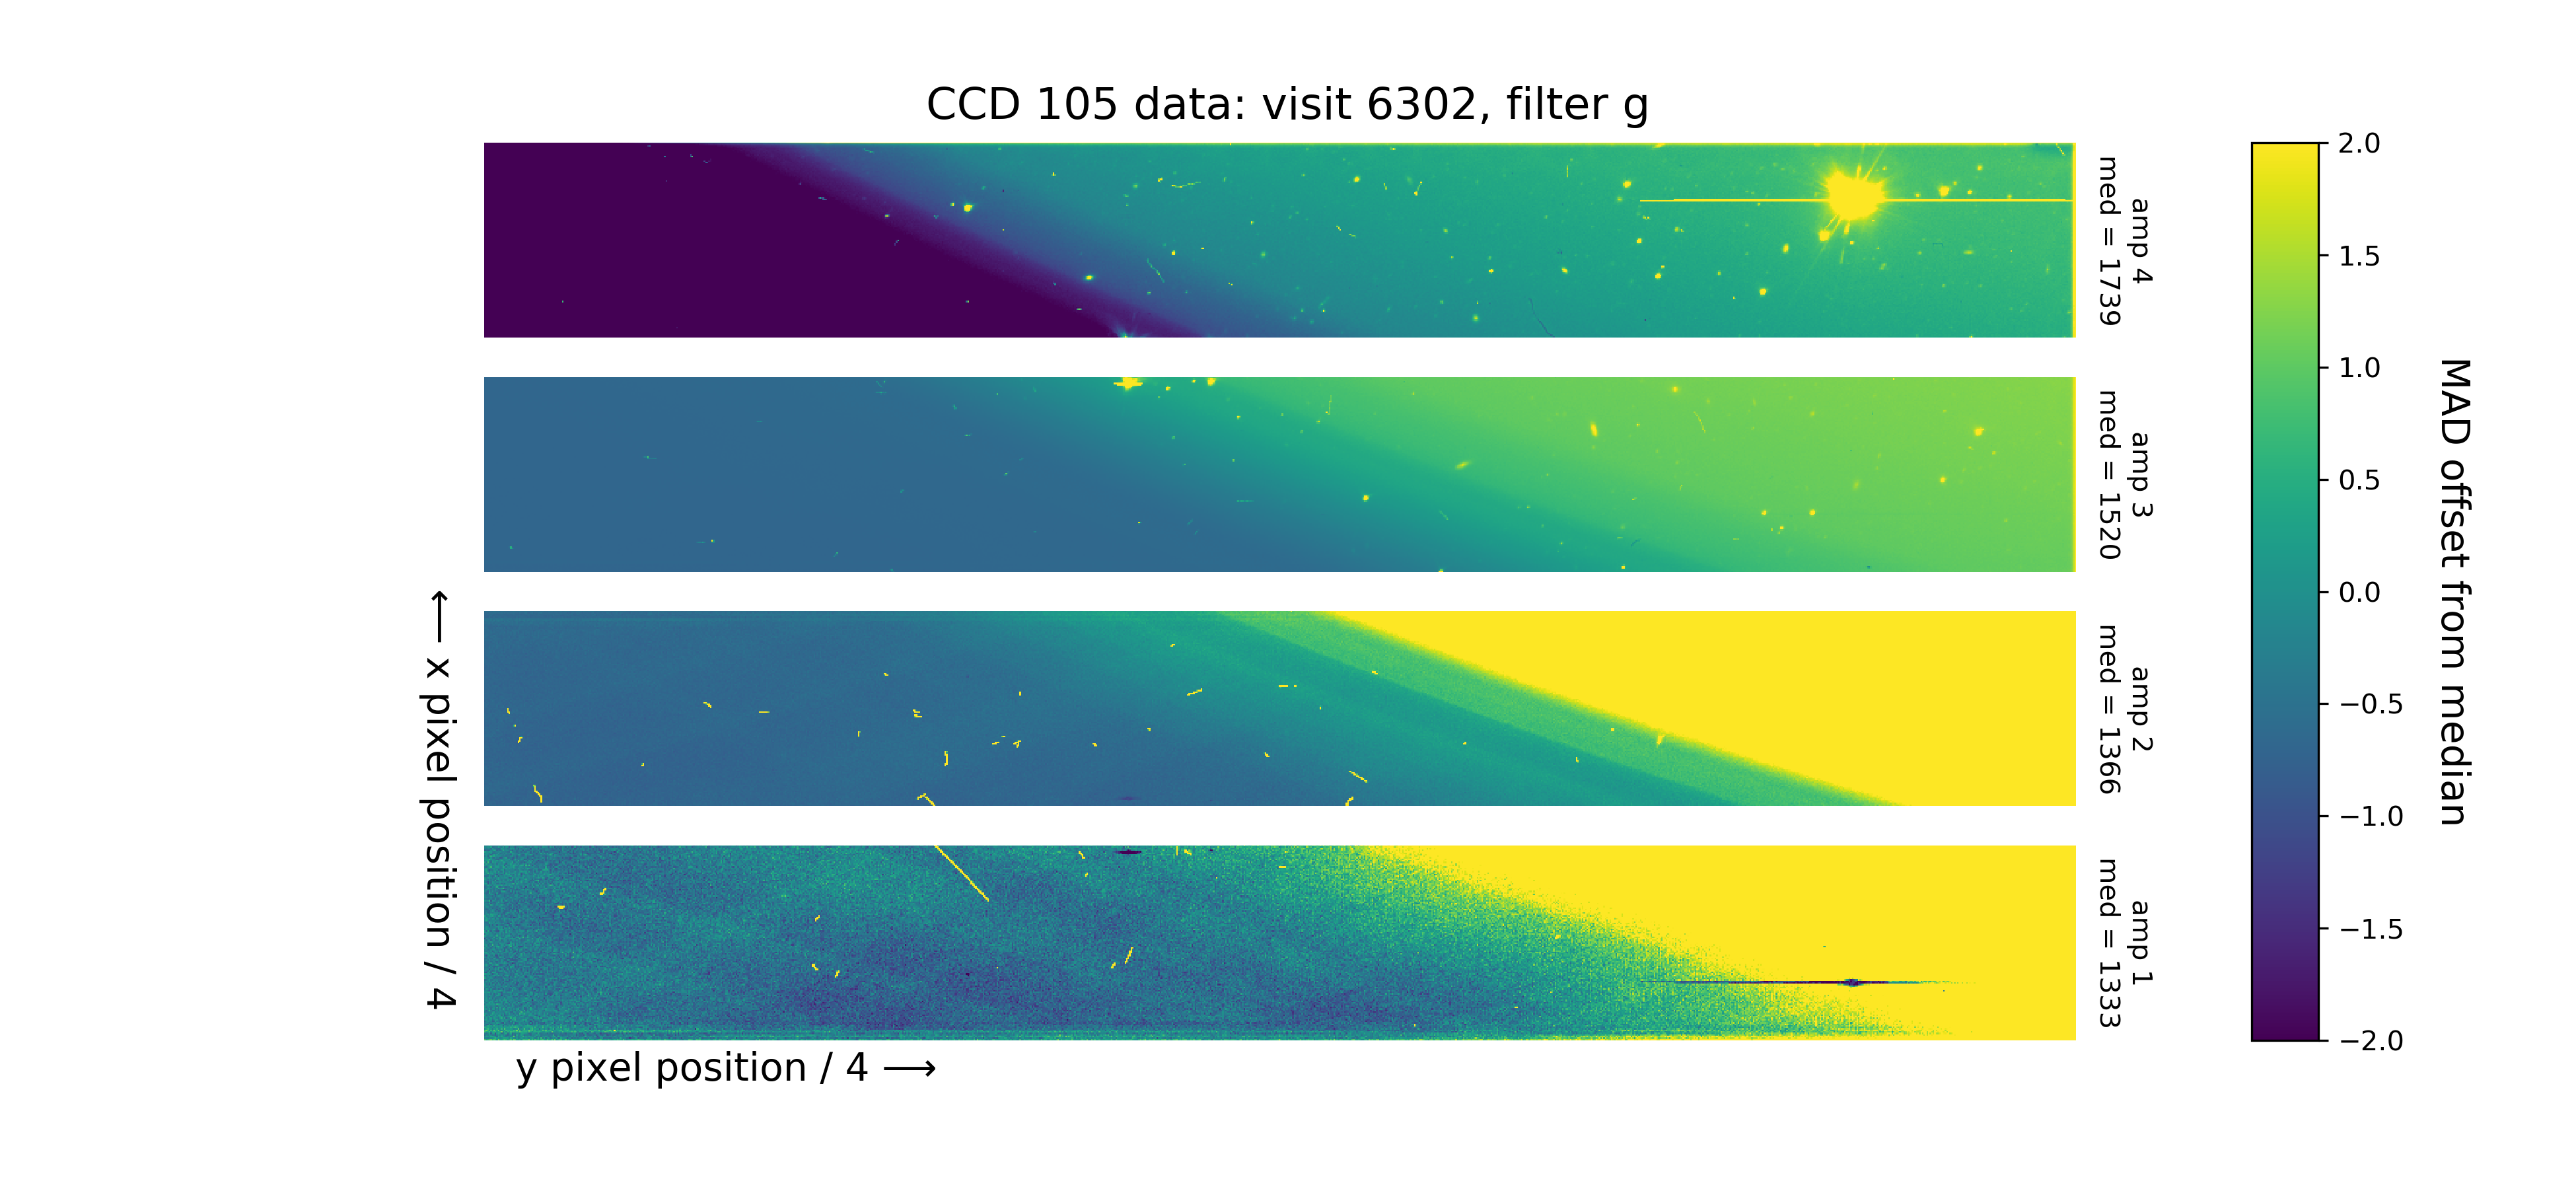 CCD 105 data: visit 6302, filter g
amp 4
med = 1739
amp 3
med = 1520
amp 2
med = 1366
amp 1
med = 1333
⟵ x pixel position / 4
y pixel position / 4 ⟶
2.0
1.5
1.0
0.5
0.0
−0.5
−1.0
−1.5
−2.0
MAD offset from median